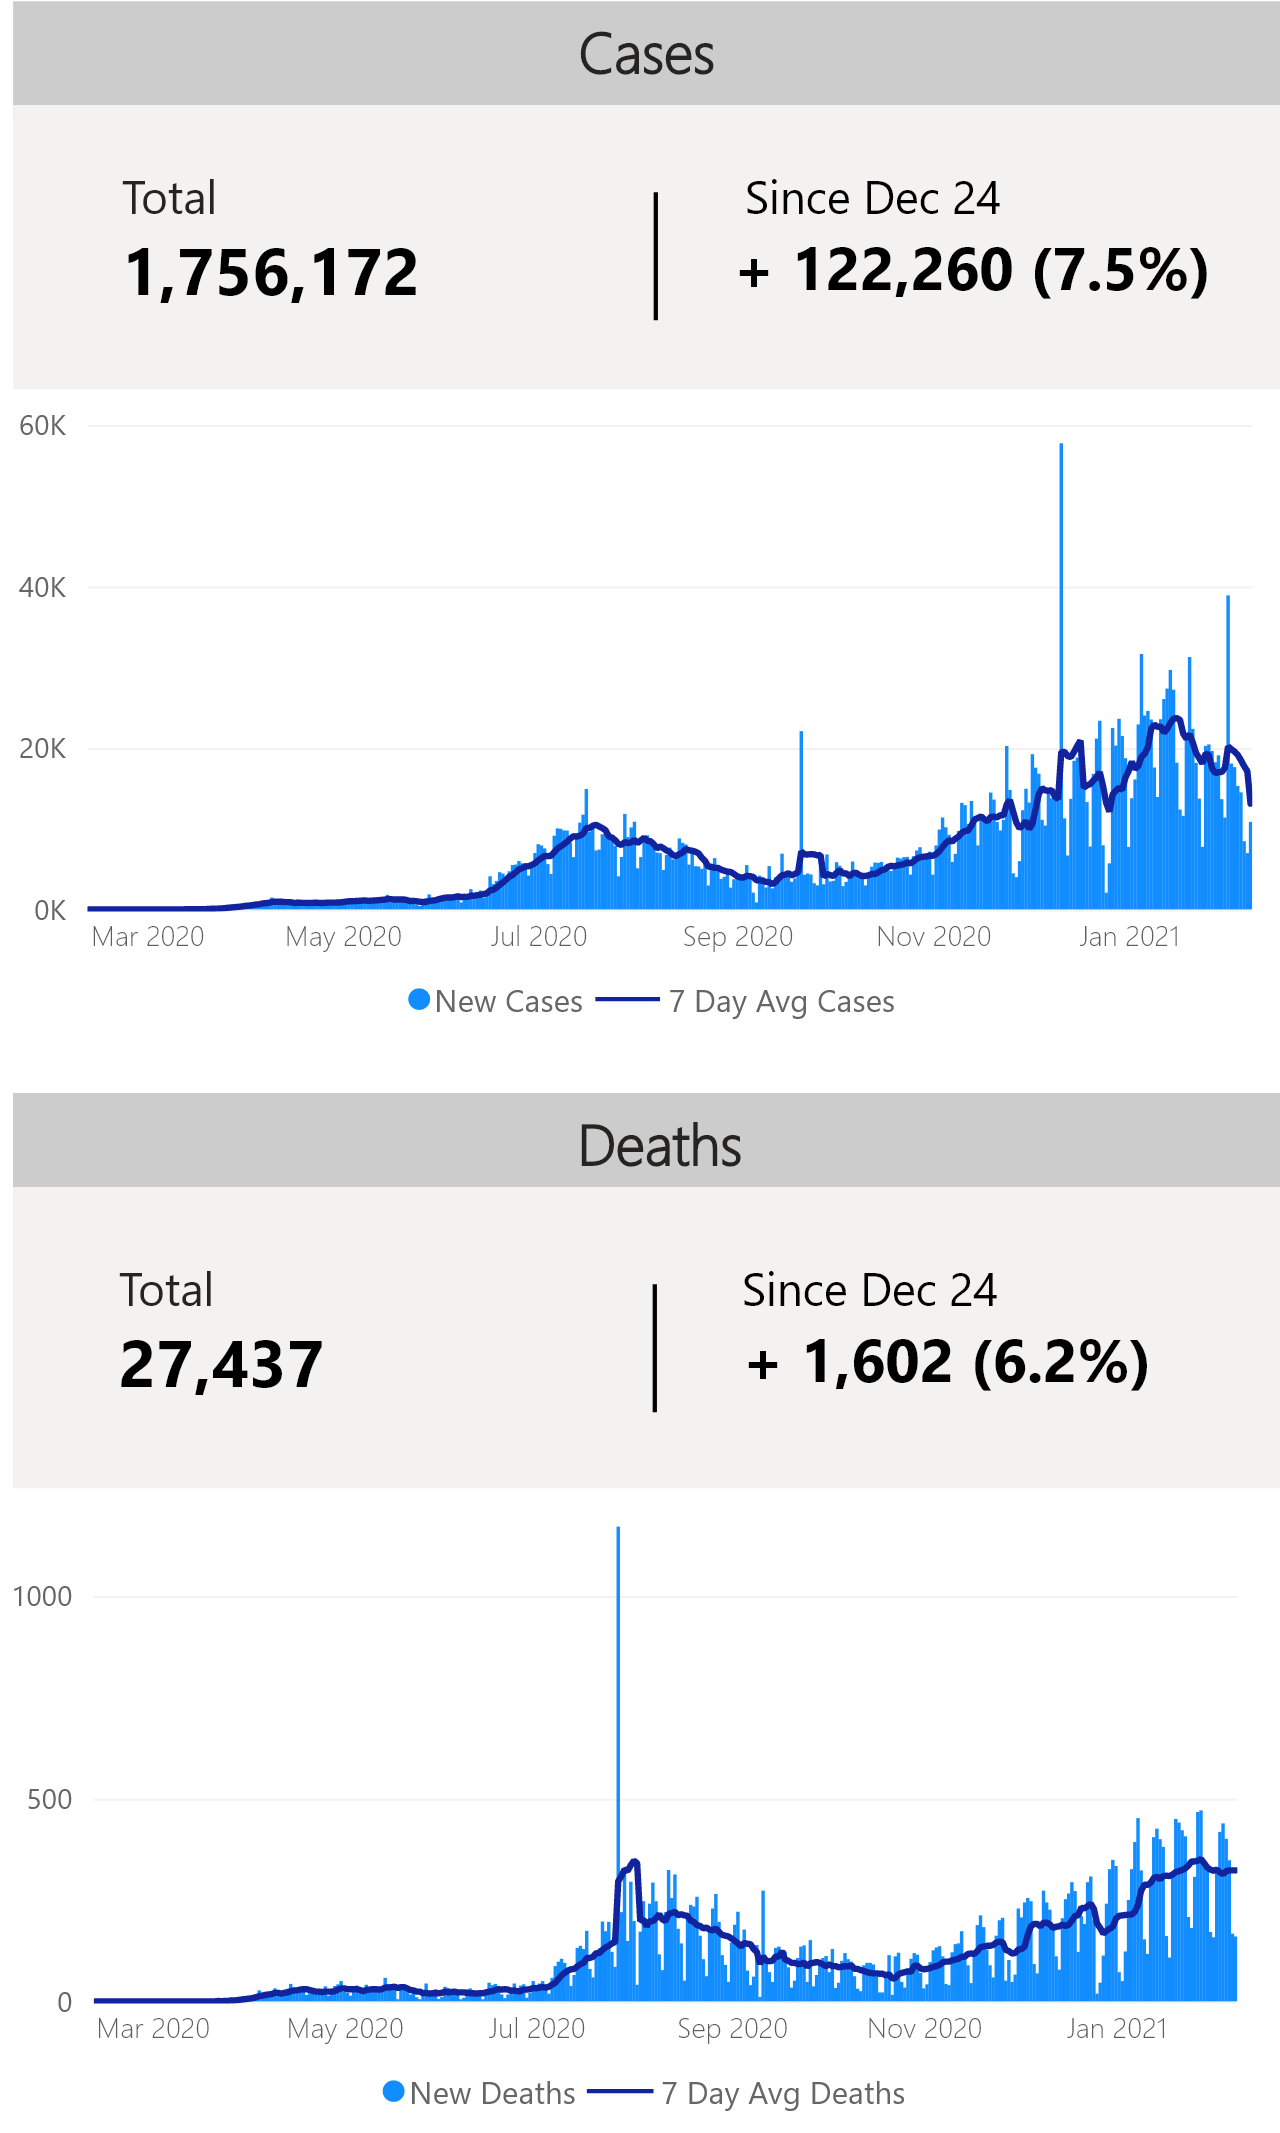 Cases
Total
Since Dec 24
1,756,172
+ 122,260 (7.5%)
60K
40K
20K
0K
Mar 2020 May 2020 Jul 2020 Sep 2020 Nov 2020 Jan 2021
New Cases 7 Day Avg Cases
Deaths
Total
Since Dec 24
27,437
+ 1,602 (6.2%)
1000
500
0
Mar 2020 May 2020 Jul 2020 Sep 2020 Nov 2020 Jan 2021
New Deaths 7 Day Avg Deaths